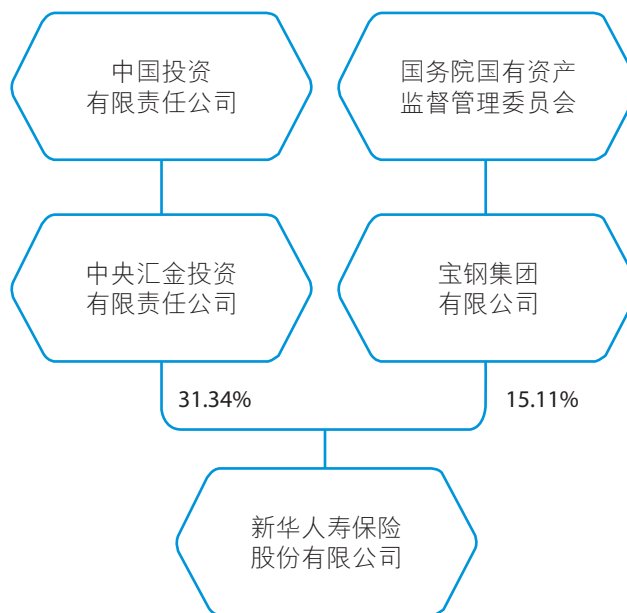 中国投资
有限责任公司
国务院国有资产
监督管理委员会
中央汇金投资
有限责任公司
宝钢集团
有限公司
31.34%
15.11%
新华人寿保险
股份有限公司